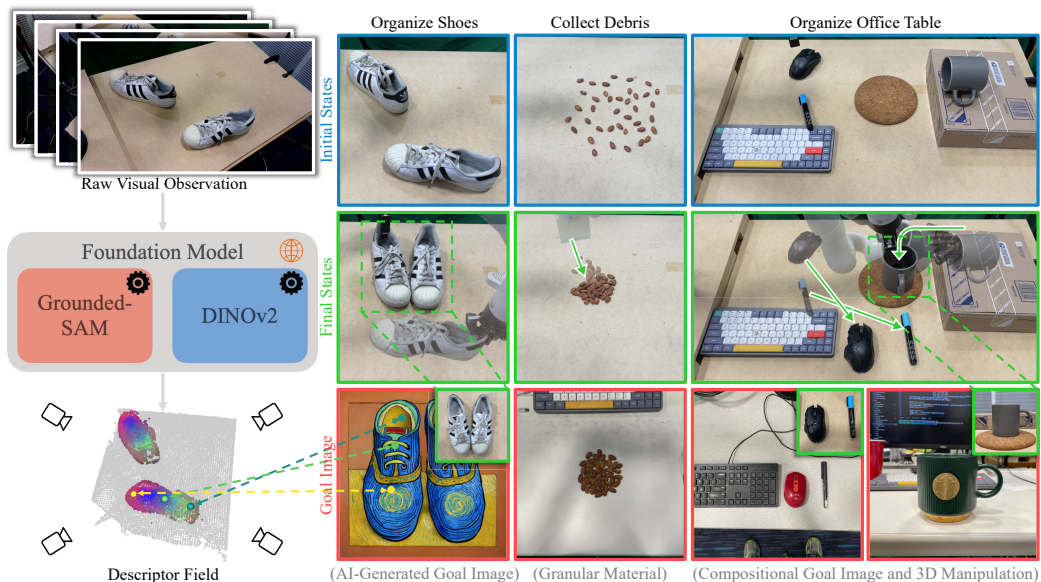 Organize Shoes
Collect Debris
Organize Office Table
Initial States
Raw Visual Observation
Foundation Model
Grounded-
SAM
DINOv2
Final States
Goal Image
Descriptor Field
(AI-Generated Goal Image)
(Granular Material)
(Compositional Goal Image and 3D Manipulation)